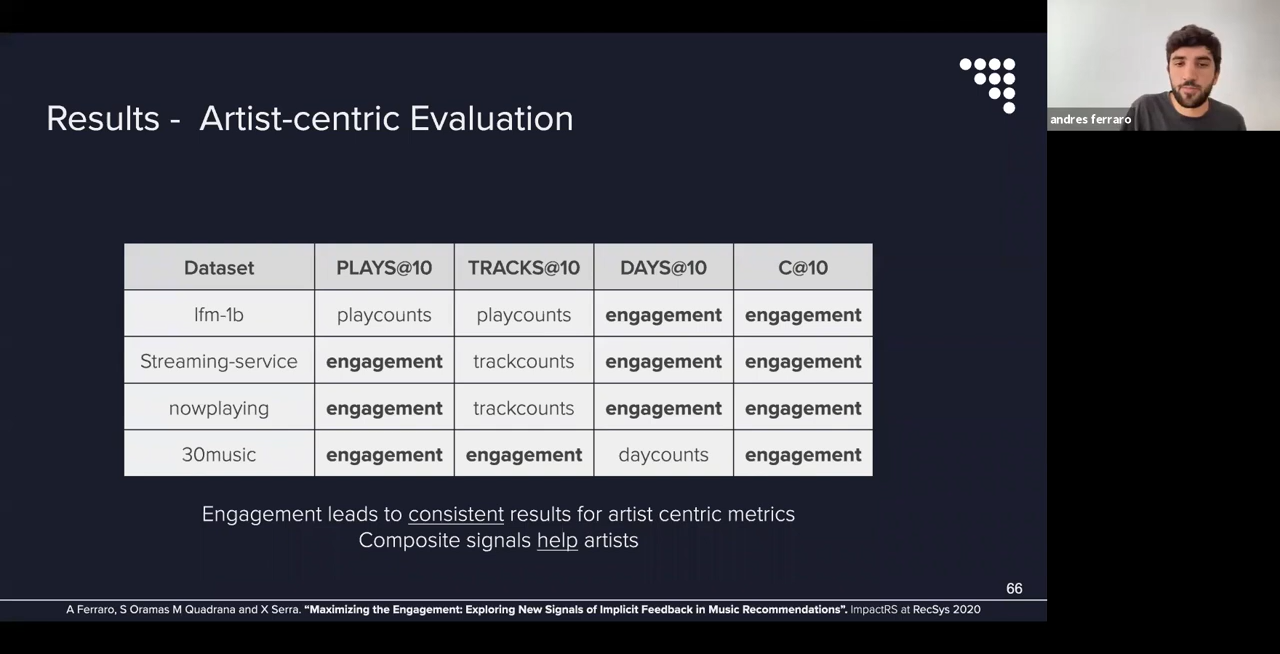 Results - Artist-centric Evaluation
andres ferraro
Dataset PLAYS@10 TRACKS@10 DAYS@10 C@10
lfm-1b playcounts playcounts engagement engagement
Streaming-service engagement trackcounts engagement engagement
nowplaying engagement trackcounts engagement engagement
30music engagement engagement daycounts engagement
Engagement leads to consistent results for artist centric metrics
Composite signals help artists
66
A Ferraro, S Oramas M Quadrana and X Serra. “Maximizing the Engagement: Exploring New Signals of Implicit Feedback in Music Recommendations”. ImpactRS at RecSys 2020